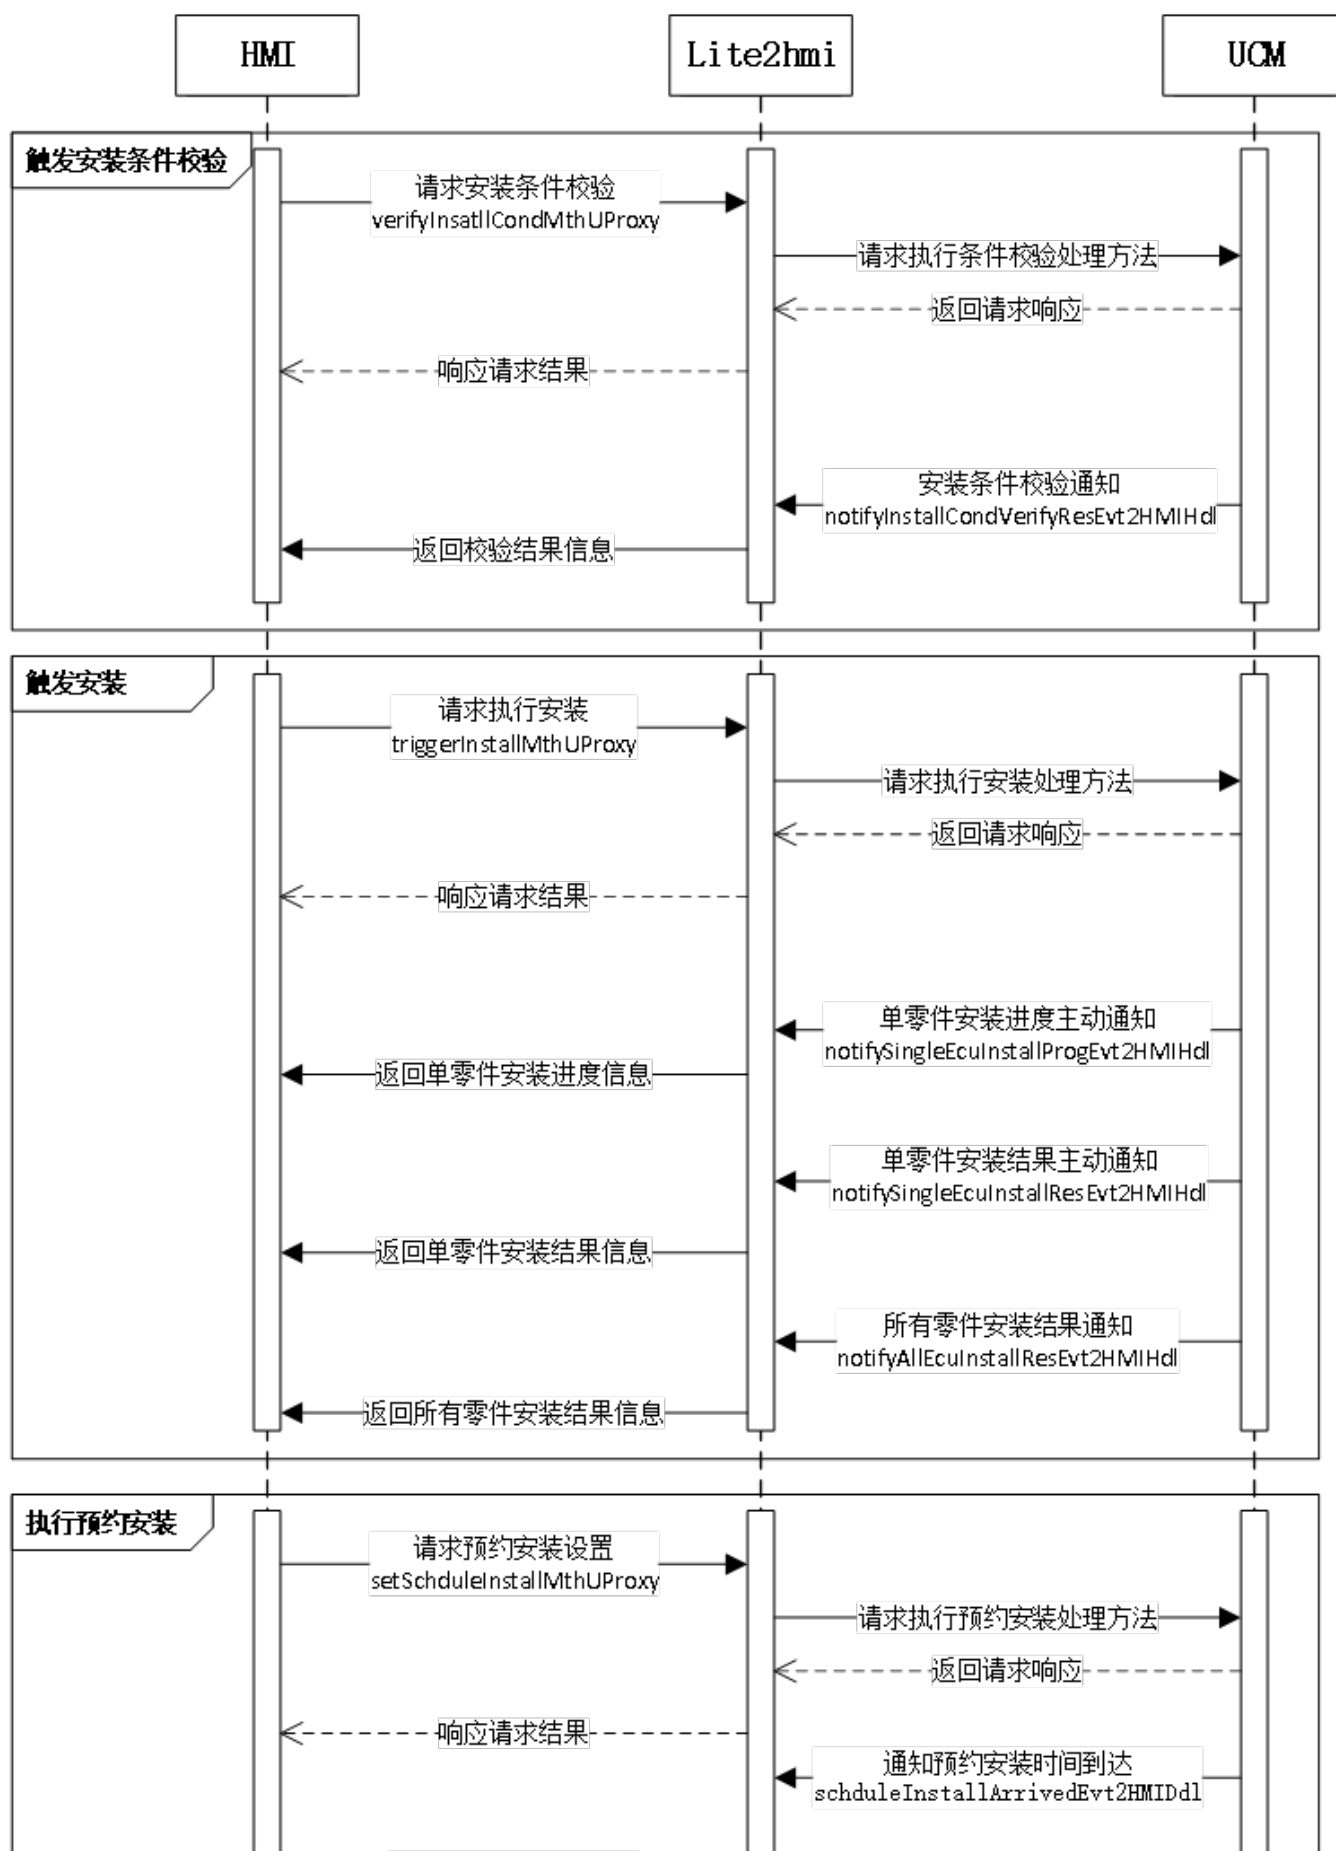 HMI
Lite2hmi
UCM
触发安装条件校验
请求安装条件校验
verifyInsatllCondMthUProxy
请求执行条件校验处理方法
返回请求响应
响应请求结果
安装条件校验通知
notifyInstallCondVerifyResEvt2HMIHdl
返回校验结果信息
触发安装
请求执行安装
triggerInstallMthUProxy
请求执行安装处理方法
返回请求响应
响应请求结果
单零件安装进度主动通知
notifySingleEcuInstallProgEvt2HMIHdl
返回单零件安装进度信息
单零件安装结果主动通知
notifySingleEcuInstallResEvt2HMIHdl
返回单零件安装结果信息
所有零件安装结果通知
notifyAllEcuInstallResEvt2HMIHdl
返回所有零件安装结果信息
执行预约安装
请求预约安装设置
setSchduleInstallMthUProxy
请求执行预约安装处理方法
返回请求响应
响应请求结果
通知预约安装时间到达
schduleInstallArrivedEvt2HMIDdl